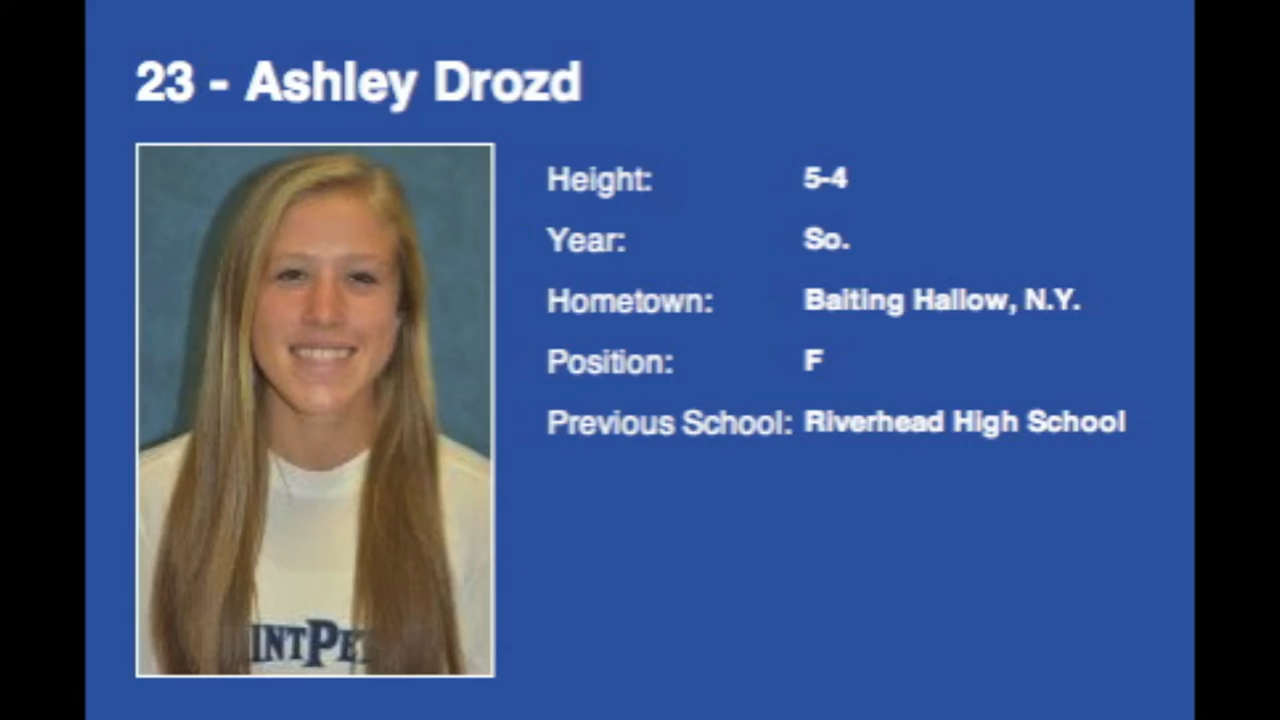 23 - Ashley Drozd
Height: 5-4
Year: So.
Hometown: Baiting Hallow, N.Y.
Position: F
Previous School: Riverhead High School
INTPE